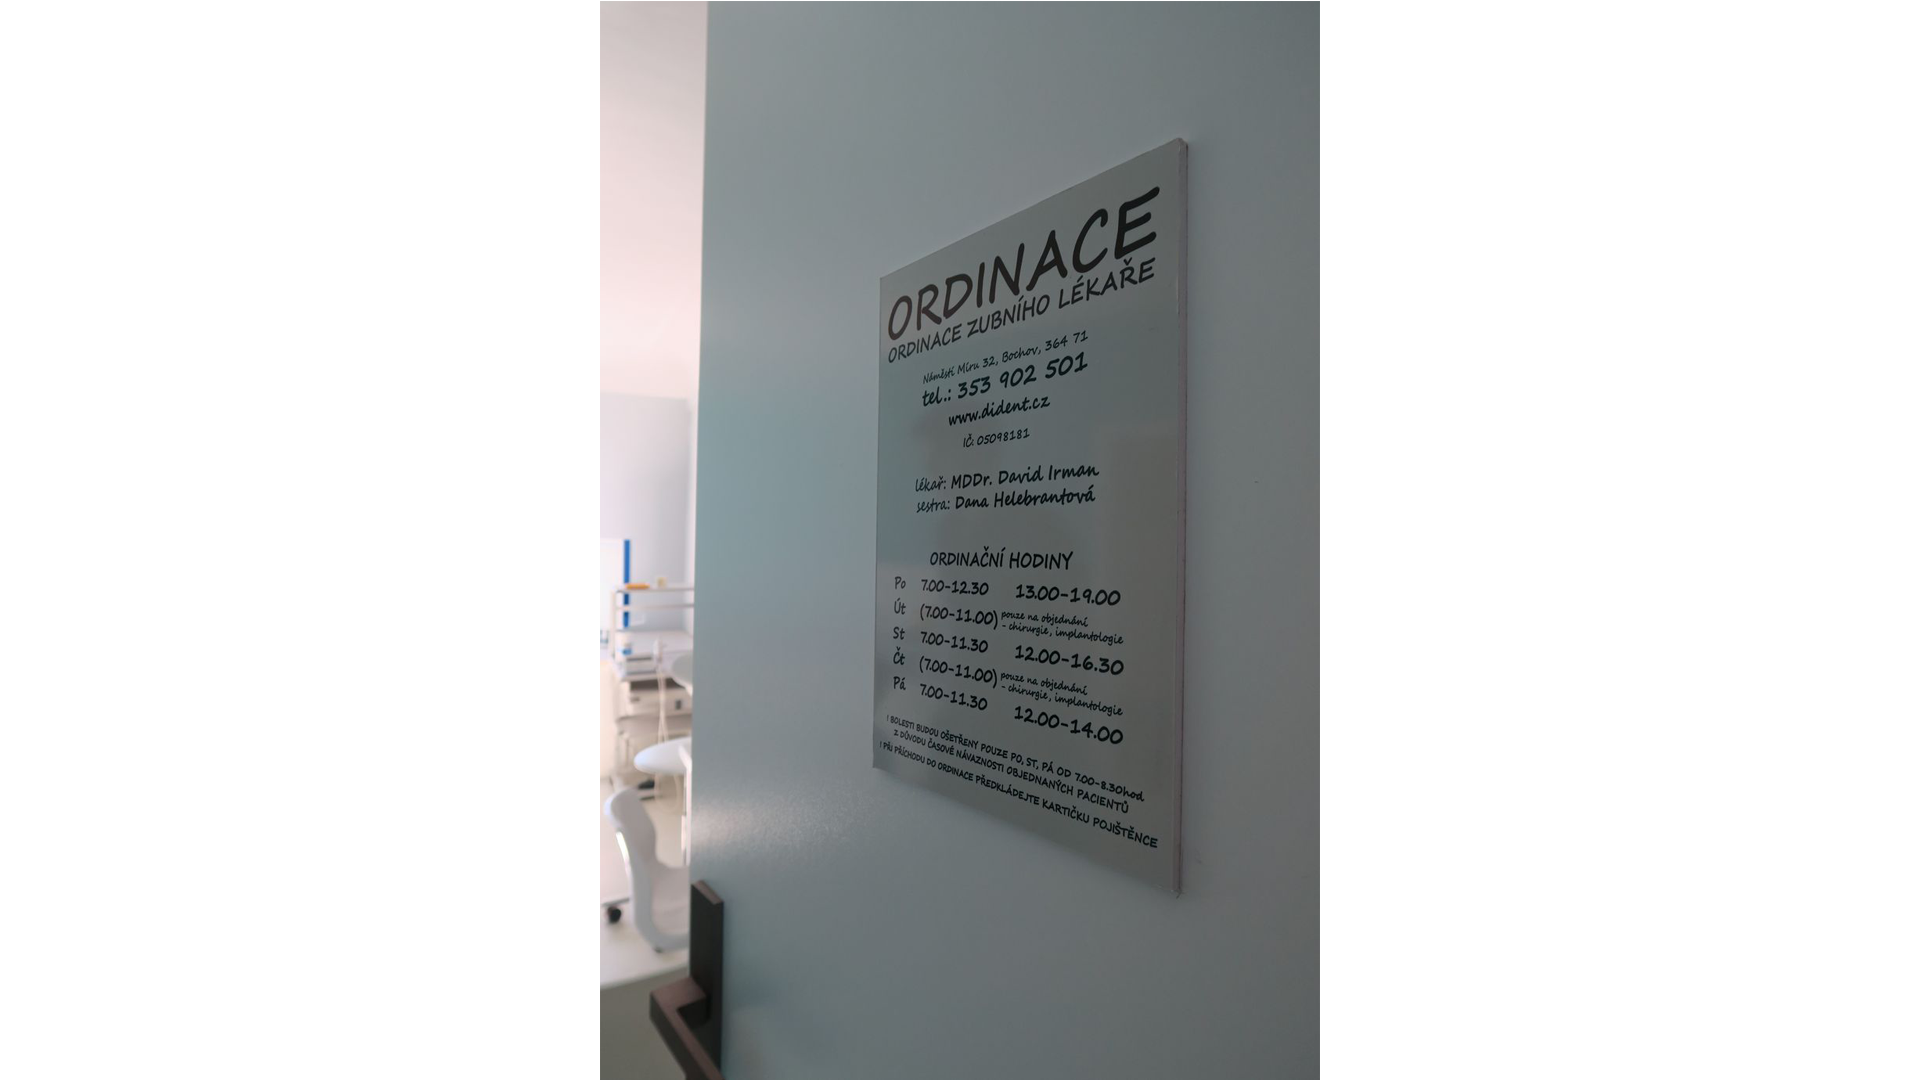 ORDINACE
ORDINACE ZUBNÍHO LÉKAŘE
Náměstí Míru 32, Bochov, 364 71
tel.: 353 902 501
www.dident.cz
IČ: 05098181
lékař: MDDr. David Irman
sestra: Dana Helebrantová
ORDINAČNÍ HODINY
Po 7.00-12.30 13.00-19.00
Út (7.00-11.00) pouze na objednání
- chirurgie, implantologie
St 7.00-11.30 12.00-16.30
Čt (7.00-11.00) pouze na objednání
- chirurgie, implantologie
Pá 7.00-11.30 12.00-14.00
! BOLESTI BUDOU OŠETŘENY POUZE PO, ST, PÁ OD 7.00-8.30hod
Z DŮVODU ČASOVÉ NÁVAZNOSTI OBJEDNANÝCH PACIENTŮ
! PŘI PŘÍCHODU DO ORDINACE PŘEDKLÁDEJTE KARTIČKU POJIŠTĚNCE